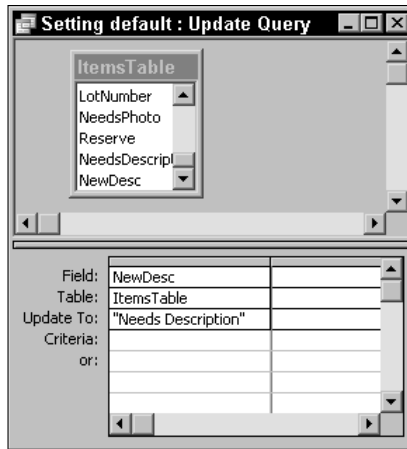 Setting default : Update Query
ItemsTable
LotNumber
NeedsPhoto
Reserve
NeedsDescript
NewDesc
Field: NewDesc
Table: ItemsTable
Update To: "Needs Description"
Criteria:
or: